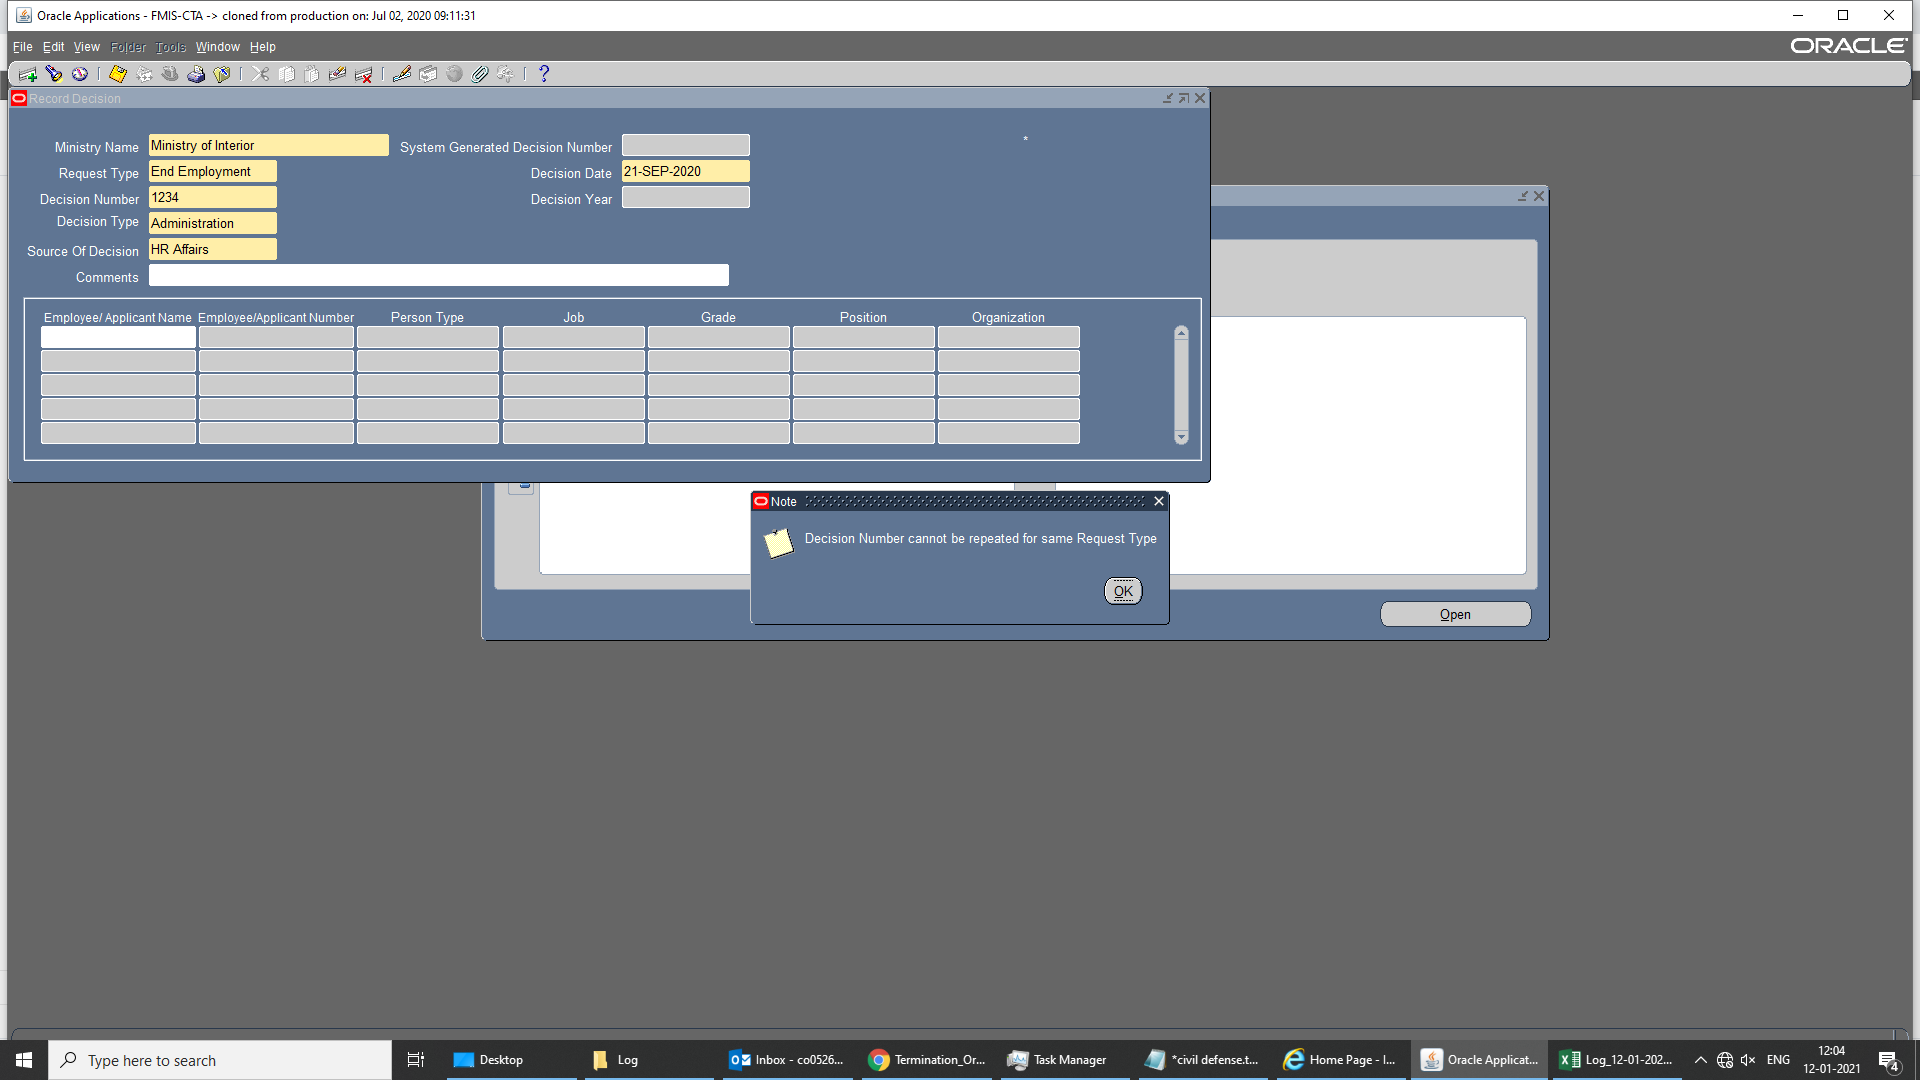 Oracle Applications - FMIS-CTA -> cloned from production on: Jul 02, 2020 09:11:31
File Edit View Folder Tools Window Help
ORACLE
Record Decision
Ministry Name Ministry of Interior System Generated Decision Number *
Request Type End Employment Decision Date 21-SEP-2020
Decision Number 1234 Decision Year
Decision Type Administration
Source Of Decision HR Affairs
Comments
Employee/ Applicant Name Employee/Applicant Number Person Type Job Grade Position Organization
Note
Decision Number cannot be repeated for same Request Type
OK
Open
Type here to search Desktop Log Inbox - co0526... Termination_Or... Task Manager *civil defense.t... Home Page - I... Oracle Applicat... Log_12-01-202... ENG 12:04
12-01-2021
4